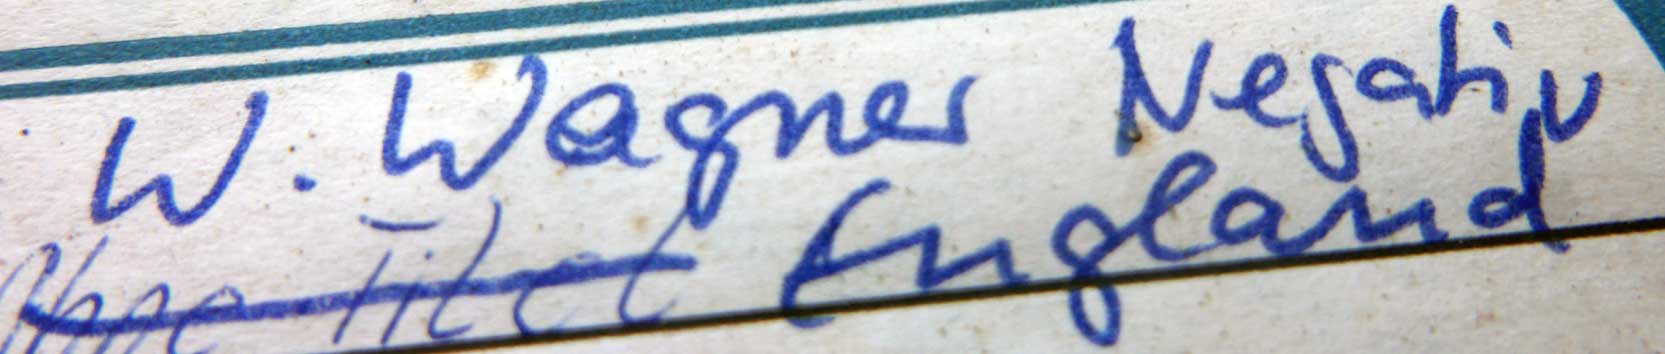 W. Wagner Negativ
Ohne Titel England